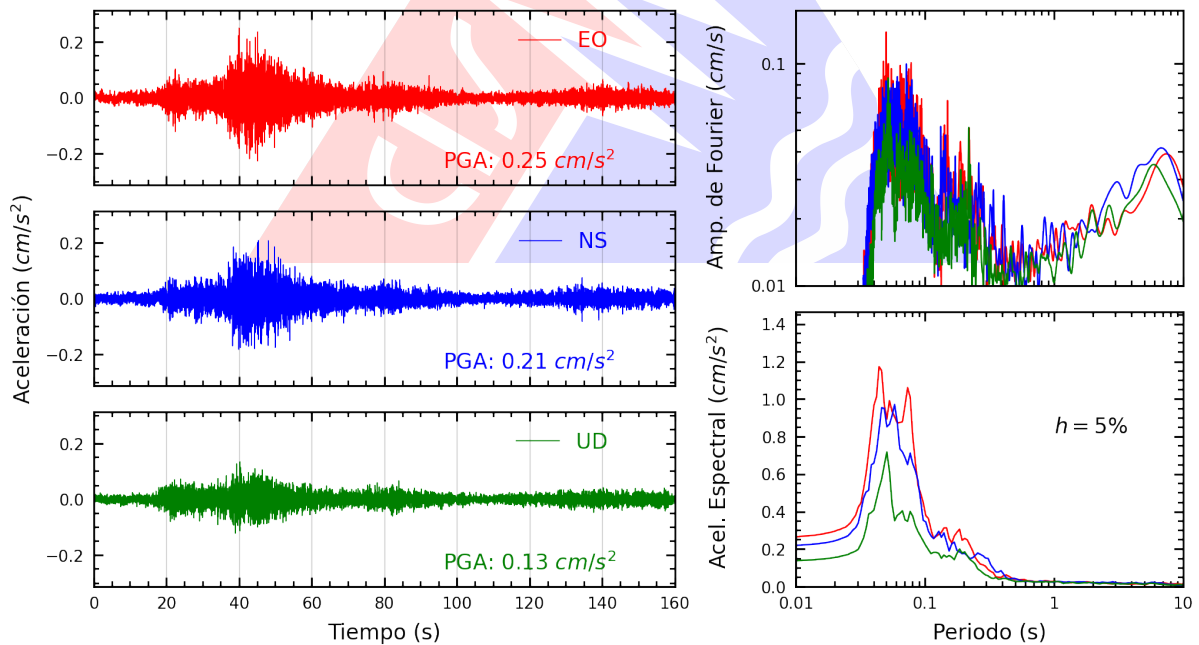 Aceleración (cm/s²)
0.2
0.0
−0.2
EO
PGA: 0.25 cm/s²
0.2
0.0
−0.2
NS
PGA: 0.21 cm/s²
0.2
0.0
−0.2
UD
PGA: 0.13 cm/s²
0 20 40 60 80 100 120 140 160
Tiempo (s)
Amp. de Fourier (cm/s)
0.1
0.01
Acel. Espectral (cm/s²)
1.4
1.2
1.0
0.8
0.6
0.4
0.2
0.0
h = 5%
0.01 0.1 1 10
Periodo (s)